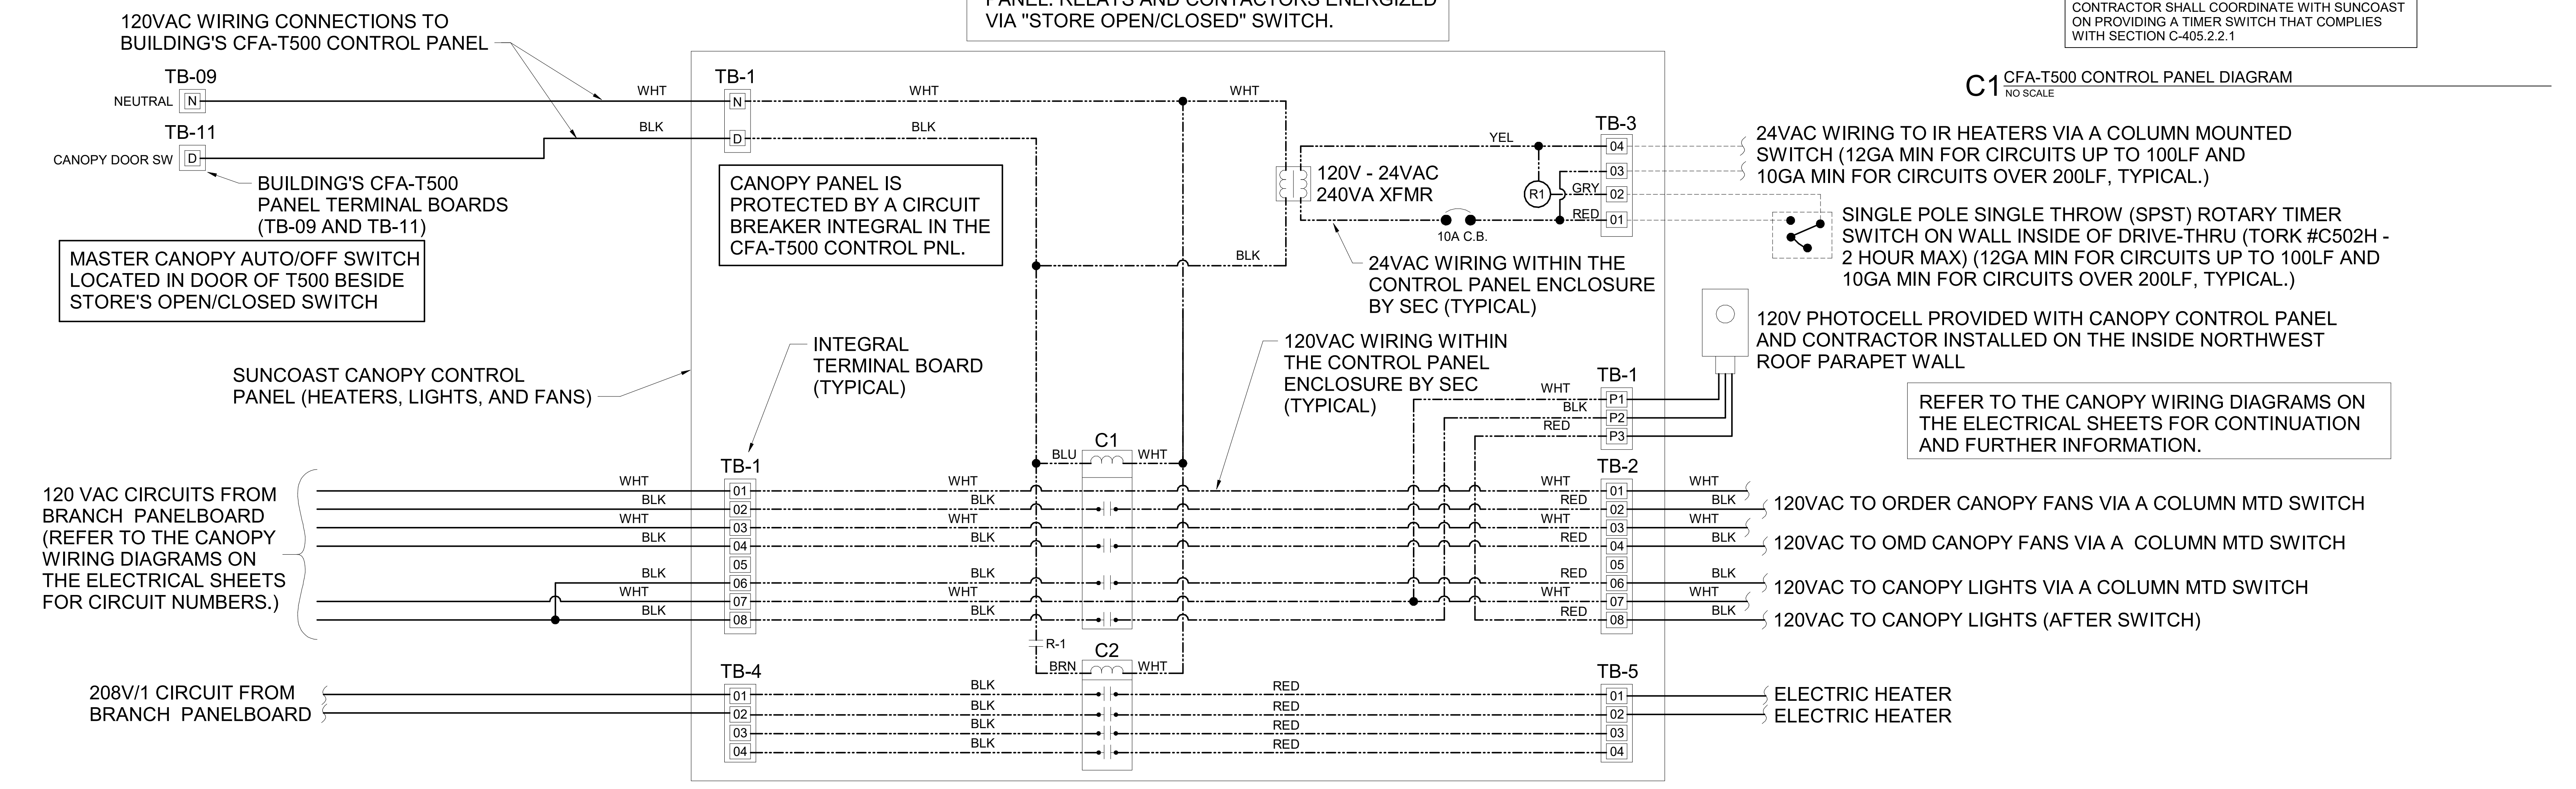 PANEL. RELAYS AND CONTACTORS ENERGIZED
VIA "STORE OPEN/CLOSED" SWITCH.
CONTRACTOR SHALL COORDINATE WITH SUNCOAST
ON PROVIDING A TIMER SWITCH THAT COMPLIES
WITH SECTION C-405.2.2.1
C1 CFA-T500 CONTROL PANEL DIAGRAM
NO SCALE
120VAC WIRING CONNECTIONS TO
BUILDING'S CFA-T500 CONTROL PANEL
TB-09
NEUTRAL N
TB-11
CANOPY DOOR SW D
WHT
BLK
BUILDING'S CFA-T500
PANEL TERMINAL BOARDS
(TB-09 AND TB-11)
MASTER CANOPY AUTO/OFF SWITCH
LOCATED IN DOOR OF T500 BESIDE
STORE'S OPEN/CLOSED SWITCH
TB-1
N
D
WHT
BLK
WHT
BLK
CANOPY PANEL IS
PROTECTED BY A CIRCUIT
BREAKER INTEGRAL IN THE
CFA-T500 CONTROL PNL.
120V - 24VAC
240VA XFMR
YEL
R1
GRY
RED
10A C.B.
TB-3
04
03
02
01
24VAC WIRING WITHIN THE
CONTROL PANEL ENCLOSURE
BY SEC (TYPICAL)
24VAC WIRING TO IR HEATERS VIA A COLUMN MOUNTED
SWITCH (12GA MIN FOR CIRCUITS UP TO 100LF AND
10GA MIN FOR CIRCUITS OVER 200LF, TYPICAL.)
SINGLE POLE SINGLE THROW (SPST) ROTARY TIMER
SWITCH ON WALL INSIDE OF DRIVE-THRU (TORK #C502H -
2 HOUR MAX) (12GA MIN FOR CIRCUITS UP TO 100LF AND
10GA MIN FOR CIRCUITS OVER 200LF, TYPICAL.)
120V PHOTOCELL PROVIDED WITH CANOPY CONTROL PANEL
AND CONTRACTOR INSTALLED ON THE INSIDE NORTHWEST
ROOF PARAPET WALL
REFER TO THE CANOPY WIRING DIAGRAMS ON
THE ELECTRICAL SHEETS FOR CONTINUATION
AND FURTHER INFORMATION.
SUNCOAST CANOPY CONTROL
PANEL (HEATERS, LIGHTS, AND FANS)
INTEGRAL
TERMINAL BOARD
(TYPICAL)
120VAC WIRING WITHIN
THE CONTROL PANEL
ENCLOSURE BY SEC
(TYPICAL)
TB-1
WHT P1
BLK P2
RED P3
C1
BLU WHT
120 VAC CIRCUITS FROM
BRANCH PANELBOARD
(REFER TO THE CANOPY
WIRING DIAGRAMS ON
THE ELECTRICAL SHEETS
FOR CIRCUIT NUMBERS.)
TB-1
TB-2
WHT 01 WHT WHT 01 WHT
BLK 02 BLK RED 02 BLK
WHT 03 WHT WHT 03 WHT
BLK 04 BLK RED 04 BLK
05 05
BLK 06 BLK RED 06 BLK
WHT 07 WHT WHT 07 WHT
BLK 08 BLK RED 08 BLK
120VAC TO ORDER CANOPY FANS VIA A COLUMN MTD SWITCH
120VAC TO OMD CANOPY FANS VIA A COLUMN MTD SWITCH
120VAC TO CANOPY LIGHTS VIA A COLUMN MTD SWITCH
120VAC TO CANOPY LIGHTS (AFTER SWITCH)
R-1
C2
BRN WHT
208V/1 CIRCUIT FROM
BRANCH PANELBOARD
TB-4
TB-5
01 BLK RED 01
02 BLK RED 02
03 BLK RED 03
04 BLK RED 04
ELECTRIC HEATER
ELECTRIC HEATER